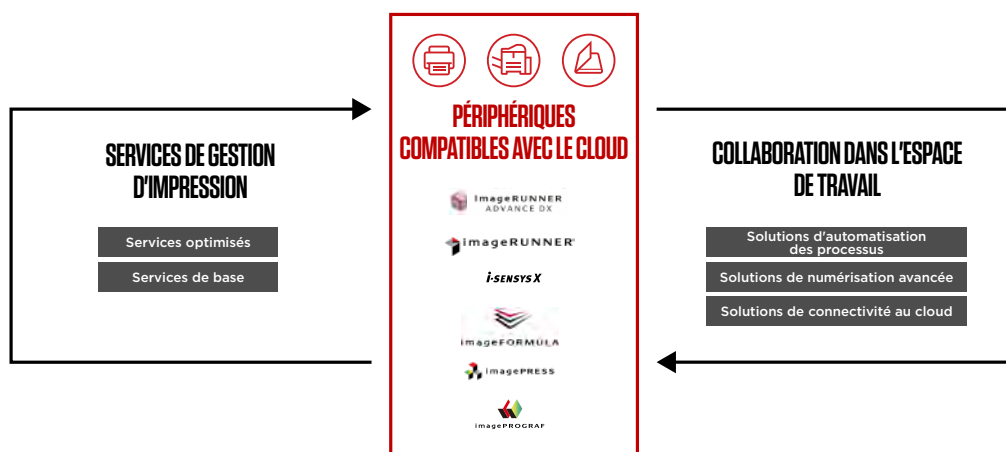 SERVICES DE GESTION
D'IMPRESSION
Services optimisés
Services de base
PÉRIPHÉRIQUES
COMPATIBLES AVEC LE CLOUD
imageRUNNER
ADVANCE DX
imageRUNNER
i-SENSYS X
imageFORMULA
imagePRESS
imagePROGRAF
COLLABORATION DANS L'ESPACE
DE TRAVAIL
Solutions d'automatisation
des processus
Solutions de numérisation avancée
Solutions de connectivité au cloud